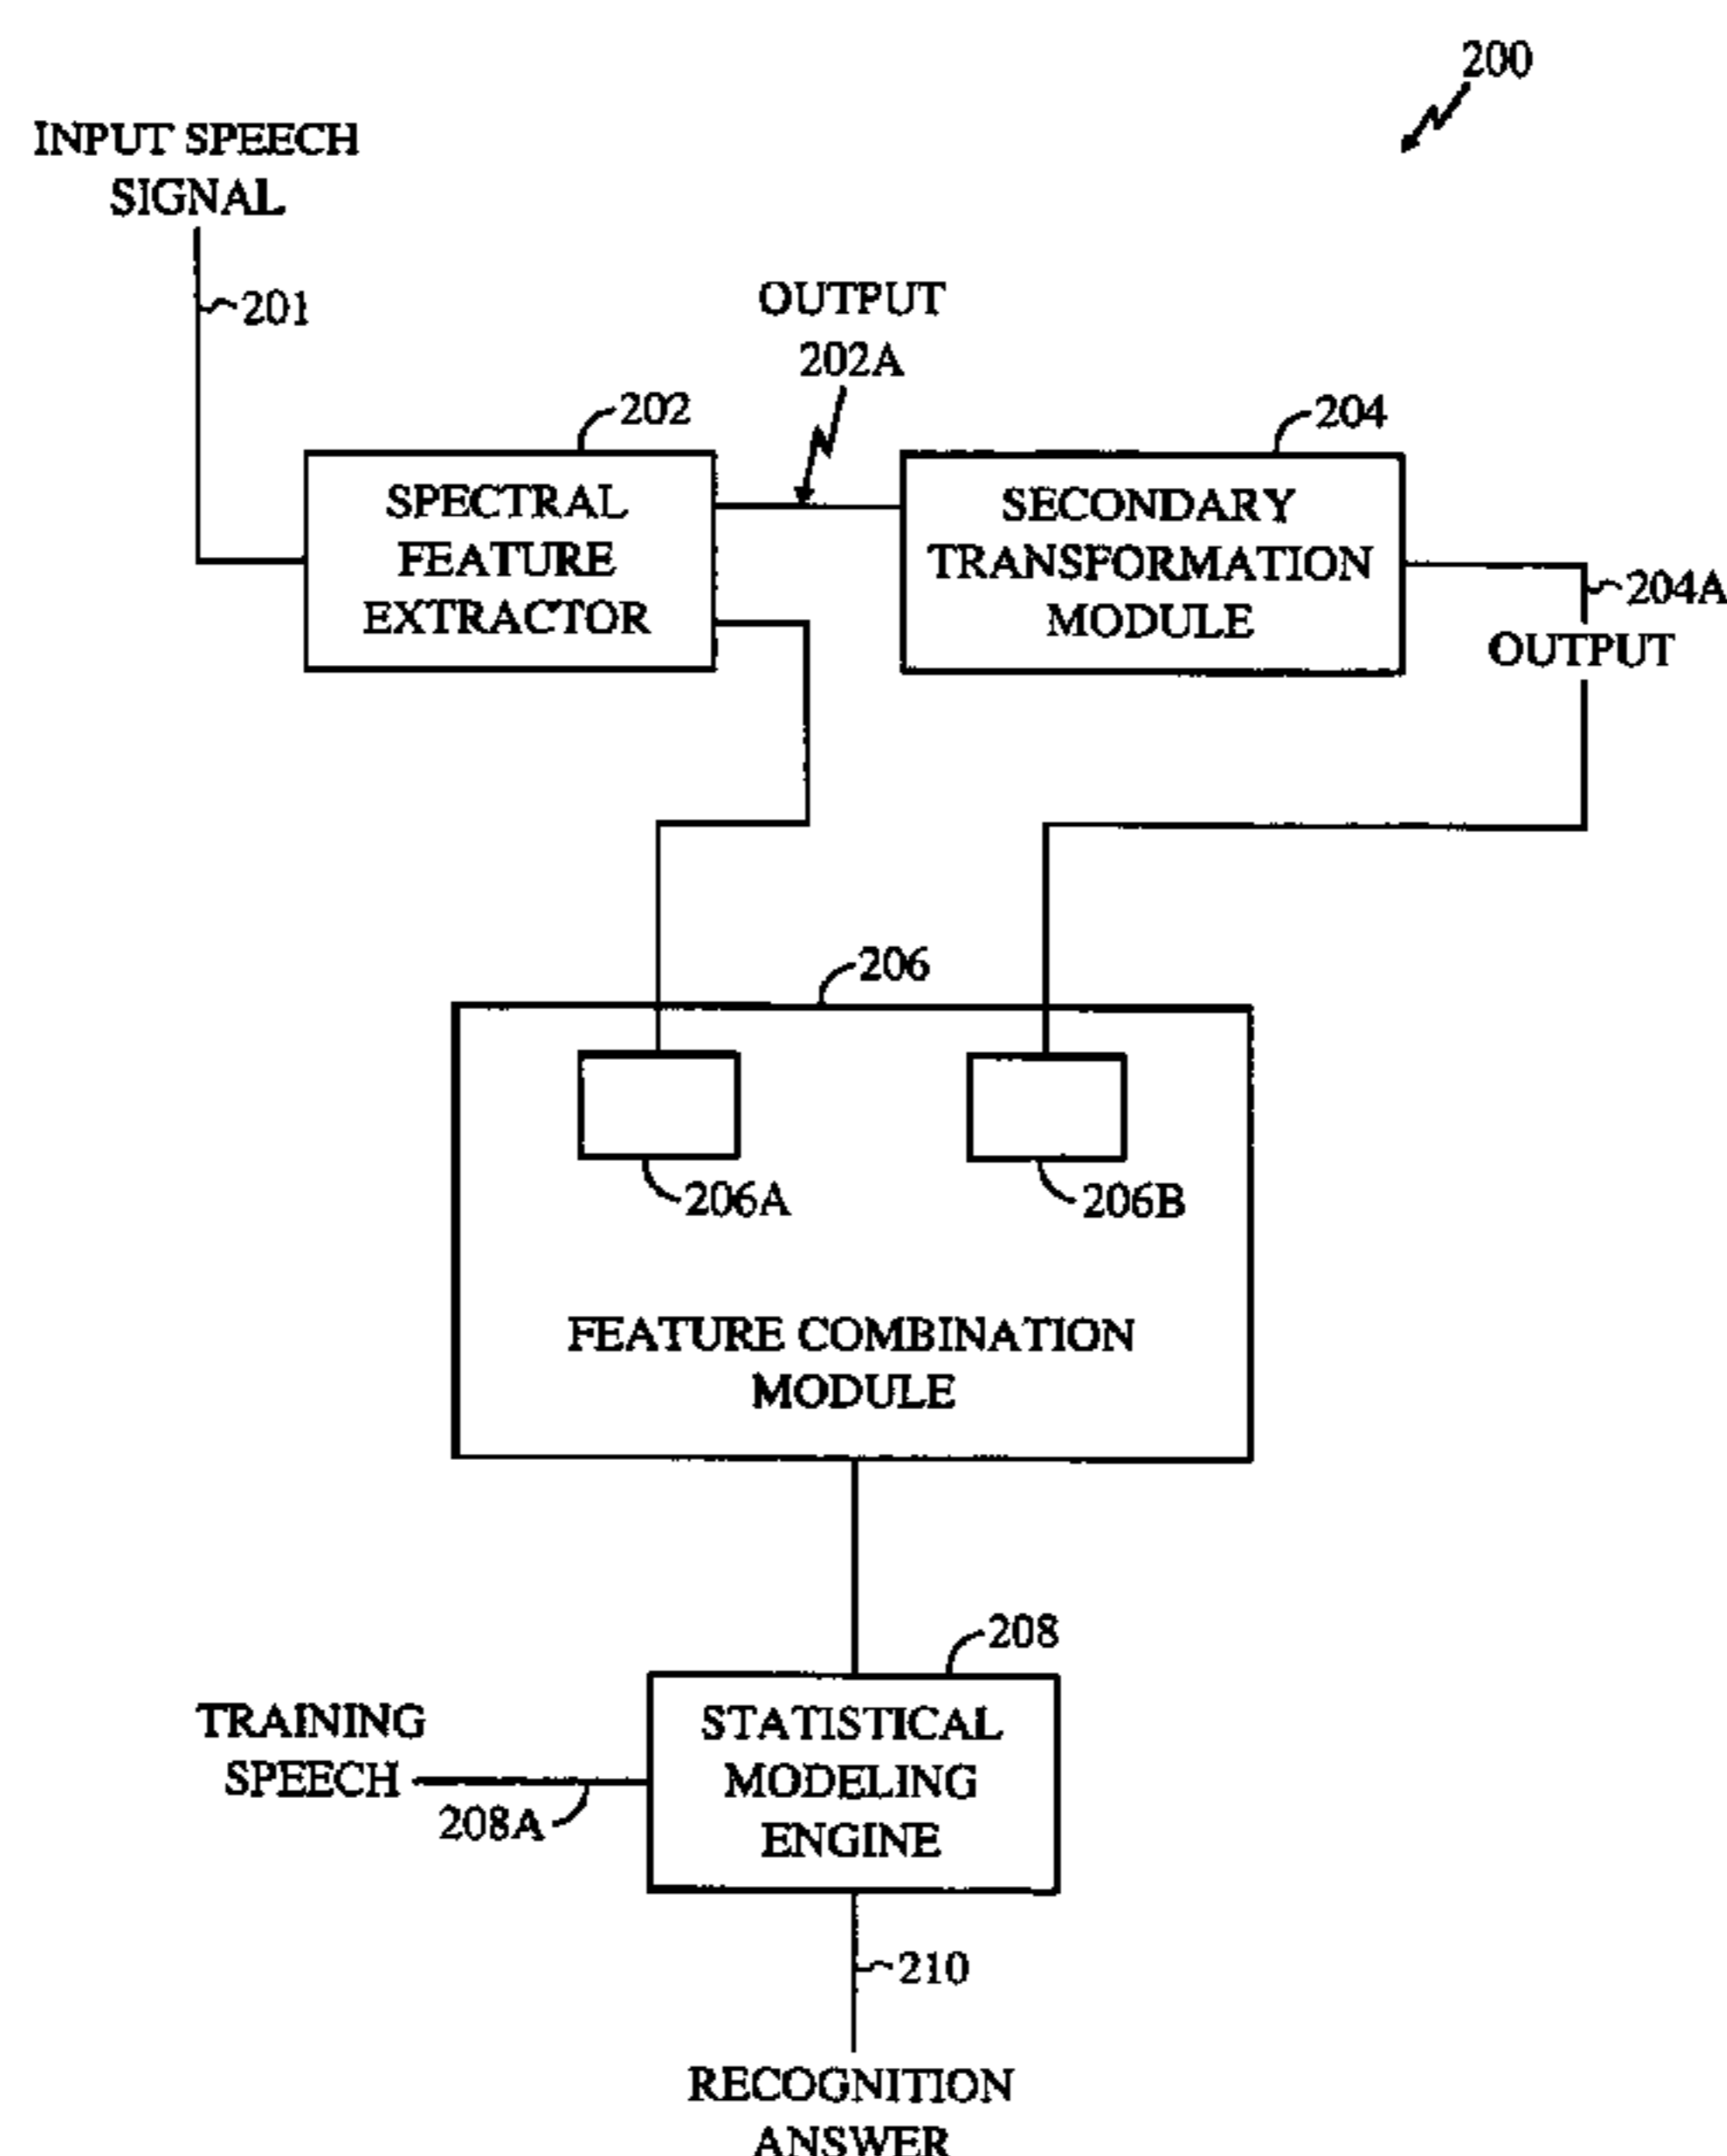 200
INPUT SPEECH
SIGNAL
201
OUTPUT
202A
202
204
SPECTRAL
FEATURE
EXTRACTOR
SECONDARY
TRANSFORMATION
MODULE
204A
OUTPUT
206
206A
206B
FEATURE COMBINATION
MODULE
208
TRAINING
SPEECH
208A
STATISTICAL
MODELING
ENGINE
210
RECOGNITION
ANSWER